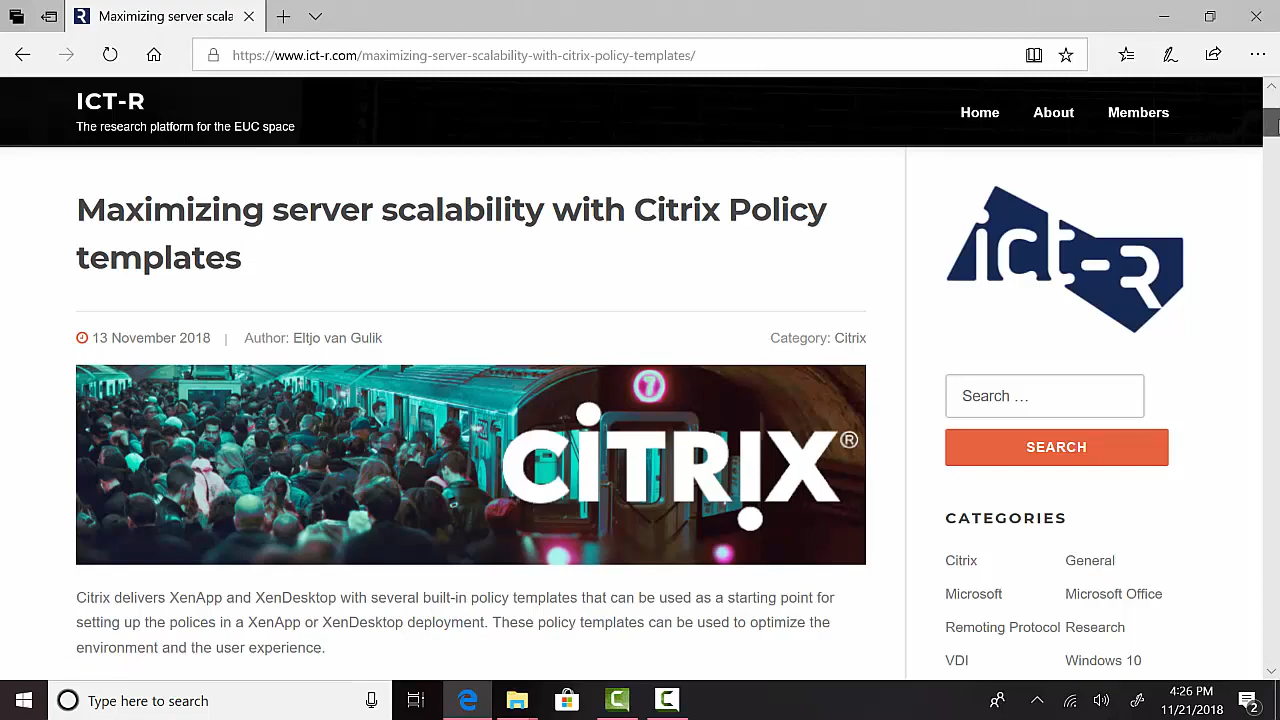 Maximizing server scala
https://www.ict-r.com/maximizing-server-scalability-with-citrix-policy-templates/
ICT-R
The research platform for the EUC space
Home About Members
Maximizing server scalability with Citrix Policy
templates
13 November 2018 | Author: Eltjo van Gulik Category: Citrix
CİTRIX®
7
Citrix delivers XenApp and XenDesktop with several built-in policy templates that can be used as a starting point for
setting up the polices in a XenApp or XenDesktop deployment. These policy templates can be used to optimize the
environment and the user experience.
ict-R
Search …
SEARCH
CATEGORIES
Citrix General
Microsoft Microsoft Office
Remoting Protocol Research
VDI Windows 10
Type here to search
4:26 PM
11/21/2018
2